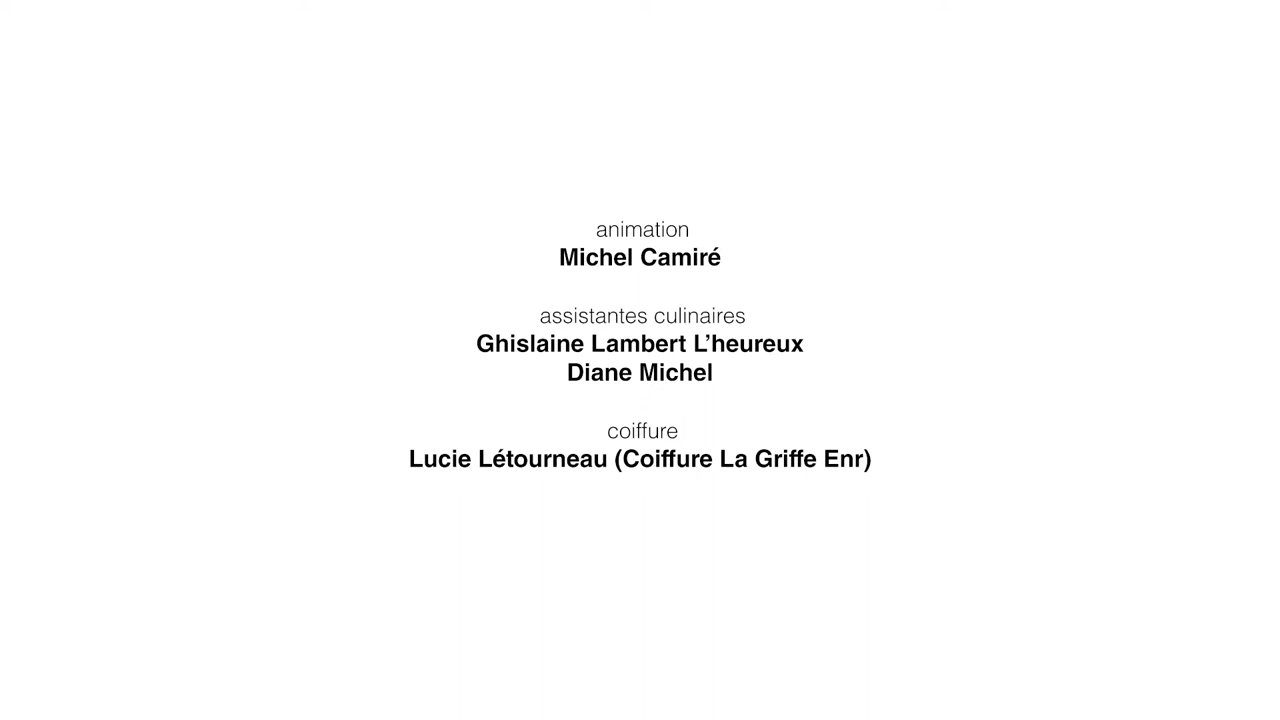 animation
Michel Camiré
assistantes culinaires
Ghislaine Lambert L’heureux
Diane Michel
coiffure
Lucie Létourneau (Coiffure La Griffe Enr)